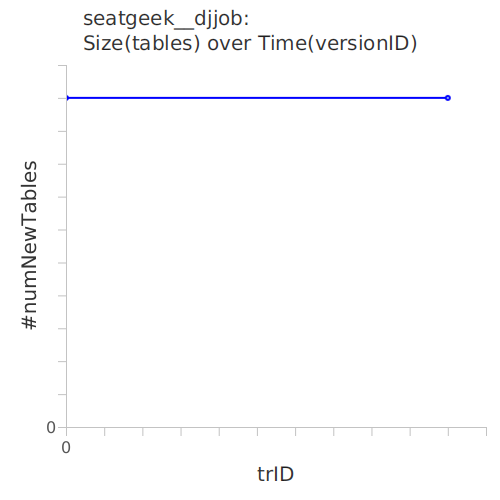 seatgeek__djjob:
Size(tables) over Time(versionID)
#numNewTables
0
0
trID